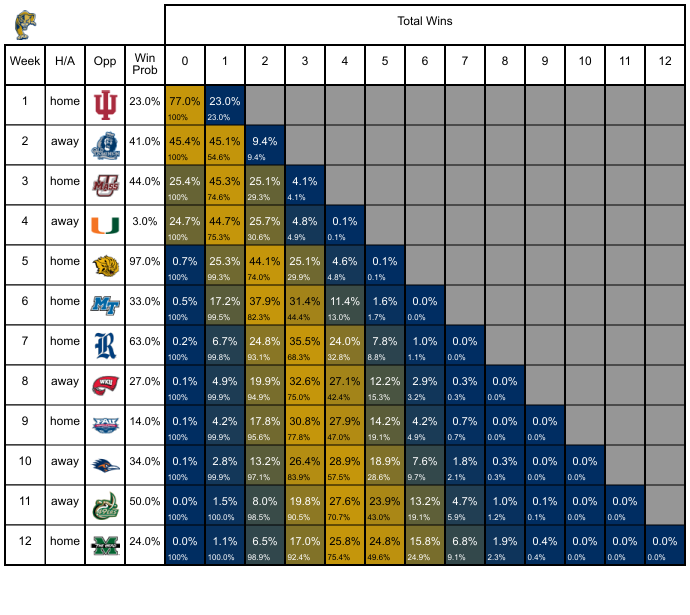 Total Wins
Week H/A Opp Win Prob 0 1 2 3 4 5 6 7 8 9 10 11 12
1 home 23.0% 77.0% 23.0%
100% 23.0%
2 away 41.0% 45.4% 45.1% 9.4%
100% 54.6% 9.4%
3 home 44.0% 25.4% 45.3% 25.1% 4.1%
100% 74.6% 29.3% 4.1%
4 away 3.0% 24.7% 44.7% 25.7% 4.8% 0.1%
100% 75.3% 30.6% 4.9% 0.1%
5 home 97.0% 0.7% 25.3% 44.1% 25.1% 4.6% 0.1%
100% 99.3% 74.0% 29.9% 4.8% 0.1%
6 home 33.0% 0.5% 17.2% 37.9% 31.4% 11.4% 1.6% 0.0%
100% 99.5% 82.3% 44.4% 13.0% 1.7% 0.0%
7 home 63.0% 0.2% 6.7% 24.8% 35.5% 24.0% 7.8% 1.0% 0.0%
100% 99.8% 93.1% 68.3% 32.8% 8.8% 1.1% 0.0%
8 away 27.0% 0.1% 4.9% 19.9% 32.6% 27.1% 12.2% 2.9% 0.3% 0.0%
100% 99.9% 94.9% 75.0% 42.4% 15.3% 3.2% 0.3% 0.0%
9 home 14.0% 0.1% 4.2% 17.8% 30.8% 27.9% 14.2% 4.2% 0.7% 0.0% 0.0%
100% 99.9% 95.6% 77.8% 47.0% 19.1% 4.9% 0.7% 0.0% 0.0%
10 away 34.0% 0.1% 2.8% 13.2% 26.4% 28.9% 18.9% 7.6% 1.8% 0.3% 0.0% 0.0%
100% 99.9% 97.1% 83.9% 57.5% 28.6% 9.7% 2.1% 0.3% 0.0% 0.0%
11 away 50.0% 0.0% 1.5% 8.0% 19.8% 27.6% 23.9% 13.2% 4.7% 1.0% 0.1% 0.0% 0.0%
100% 100.0% 98.5% 90.5% 70.7% 43.0% 19.1% 5.9% 1.2% 0.1% 0.0% 0.0%
12 home 24.0% 0.0% 1.1% 6.5% 17.0% 25.8% 24.8% 15.8% 6.8% 1.9% 0.4% 0.0% 0.0% 0.0%
100% 100.0% 98.9% 92.4% 75.4% 49.6% 24.9% 9.1% 2.3% 0.4% 0.0% 0.0% 0.0%